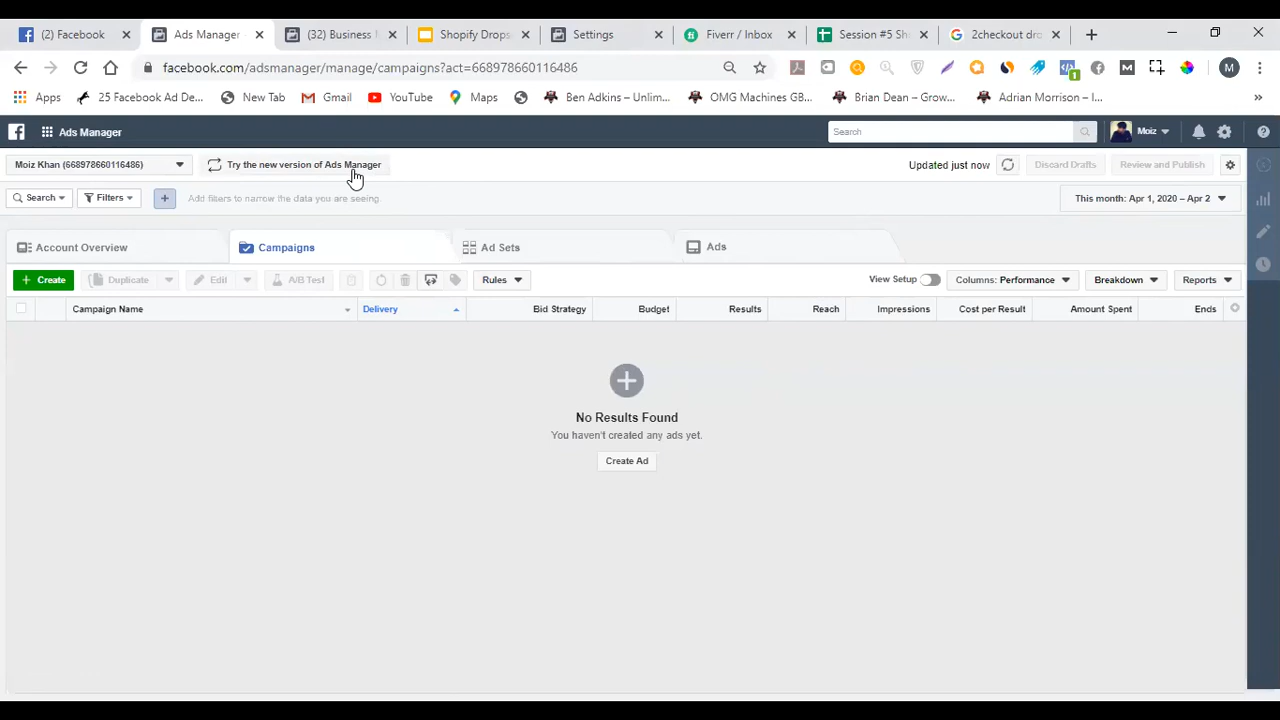 (2) Facebook
Ads Manager
(32) Business
Shopify Drops
Settings
Fiverr / Inbox
Session #5 Sh
2checkout dro
facebook.com/adsmanager/manage/campaigns?act=668978660116486
1
M
Apps
25 Facebook Ad De...
New Tab
Gmail
YouTube
Maps
Ben Adkins – Unlim...
OMG Machines GB...
Brian Dean – Grow...
Adrian Morrison – I...
Ads Manager
Search
Moiz
Moiz Khan (668978660116486)
Try the new version of Ads Manager
Updated just now
Discard Drafts
Review and Publish
Search
Filters
Add filters to narrow the data you are seeing.
This month: Apr 1, 2020 – Apr 2
Account Overview
Campaigns
Ad Sets
Ads
Create
Duplicate
Edit
A/B Test
Rules
View Setup
Columns: Performance
Breakdown
Reports
Campaign Name
Delivery
Bid Strategy
Budget
Results
Reach
Impressions
Cost per Result
Amount Spent
Ends
No Results Found
You haven't created any ads yet.
Create Ad